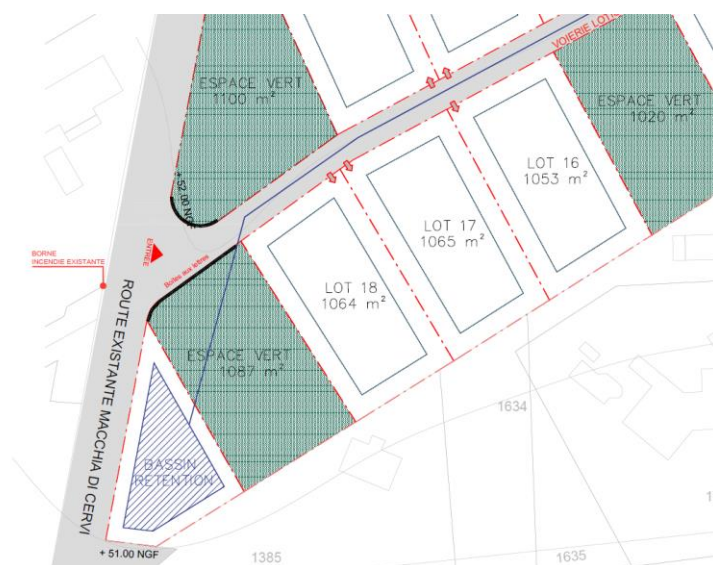 VOIERIE LOTIS
ESPACE VERT
1100 m²
ESPACE VERT
1020 m²
LOT 16
1053 m²
LOT 17
1065 m²
LOT 18
1064 m²
+ 52.00 NGF
BORNE
INCENDIE EXISTANTE
ENTREE
Boites aux lettres
ROUTE EXISTANTE MACCHIA DI CERVI
ESPACE VERT
1087 m²
BASSIN
RETENTION
1634
+ 51.00 NGF
1385
1635
1